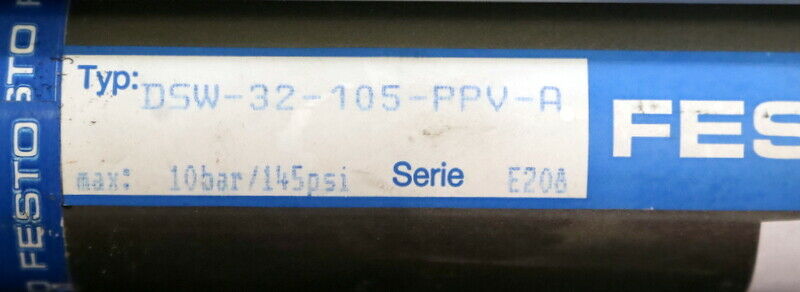 Typ: DSW-32-105-PPV-A
max: 10bar/145psi Serie E208
FES
FESTO
STO